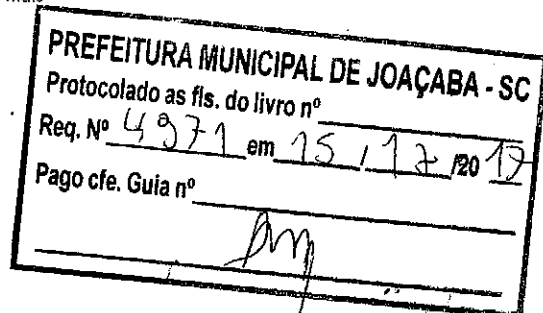 PREFEITURA MUNICIPAL DE JOAÇABA - SC
Protocolado as fls. do livro nº
Req. Nº 4971 em 15 / 12 /2017
Pago cfe. Guia nº